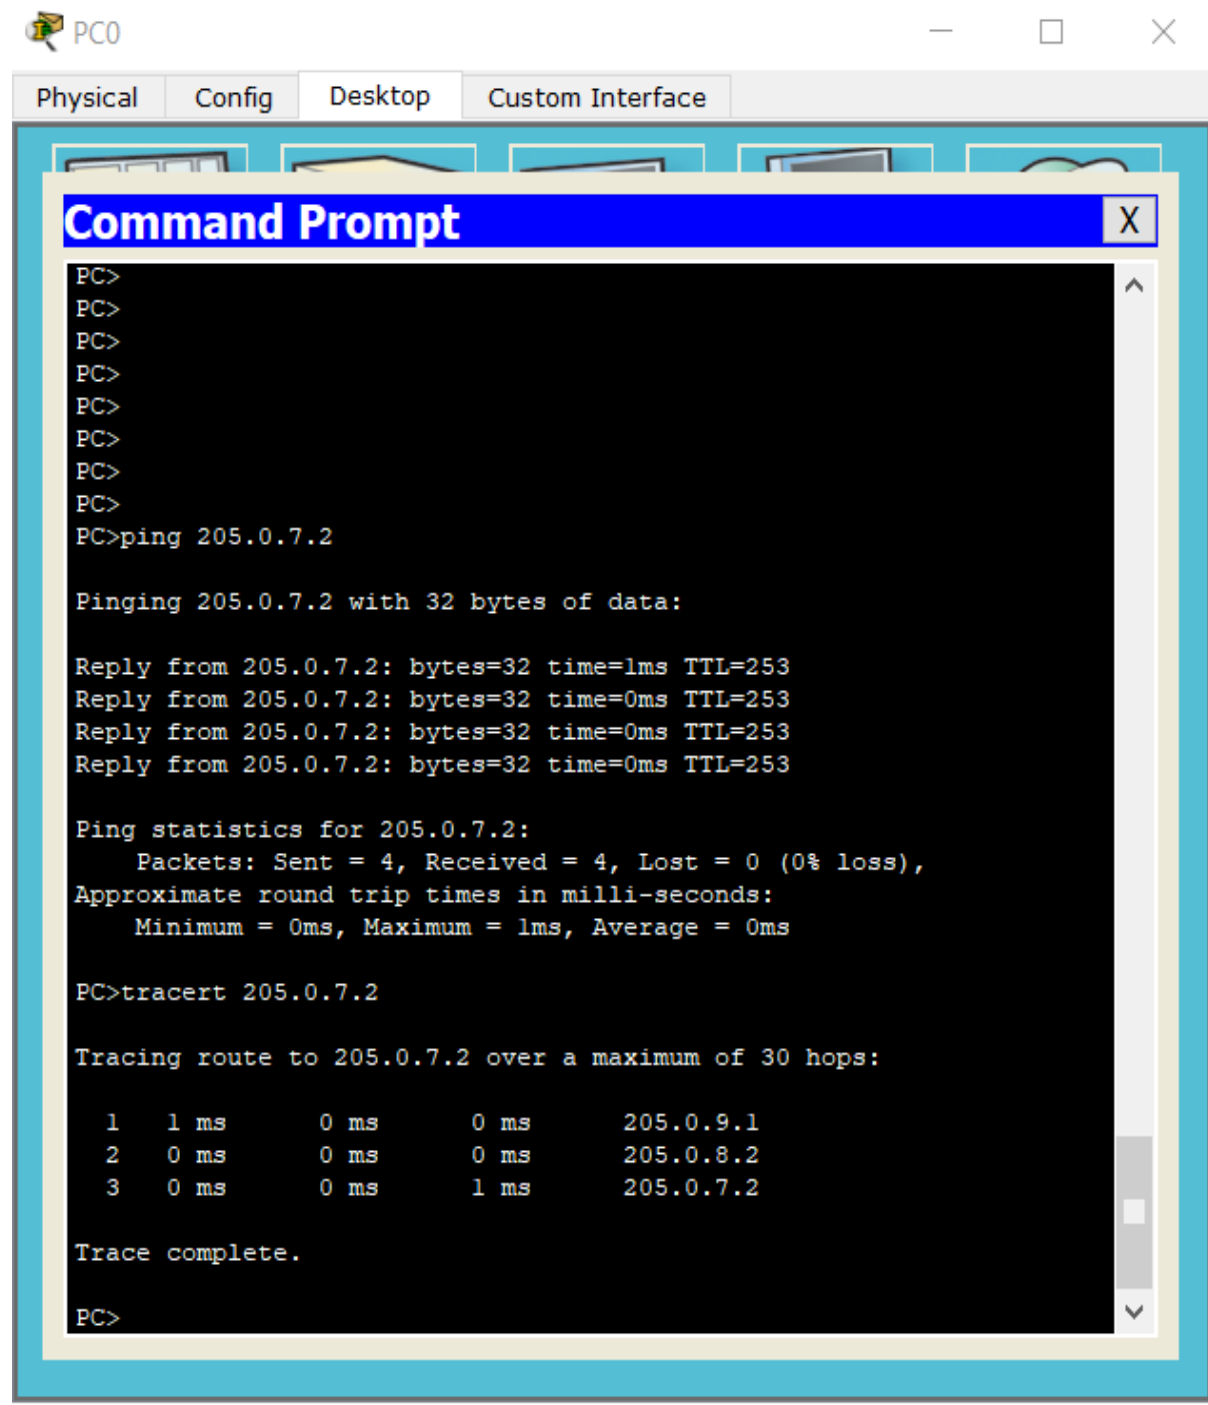 PC0
Physical Config Desktop Custom Interface
Command Prompt X
PC>
PC>
PC>
PC>
PC>
PC>
PC>
PC>
PC>ping 205.0.7.2
Pinging 205.0.7.2 with 32 bytes of data:
Reply from 205.0.7.2: bytes=32 time=1ms TTL=253
Reply from 205.0.7.2: bytes=32 time=0ms TTL=253
Reply from 205.0.7.2: bytes=32 time=0ms TTL=253
Reply from 205.0.7.2: bytes=32 time=0ms TTL=253
Ping statistics for 205.0.7.2:
    Packets: Sent = 4, Received = 4, Lost = 0 (0% loss),
Approximate round trip times in milli-seconds:
    Minimum = 0ms, Maximum = 1ms, Average = 0ms
PC>tracert 205.0.7.2
Tracing route to 205.0.7.2 over a maximum of 30 hops:
  1   1 ms      0 ms      0 ms      205.0.9.1
  2   0 ms      0 ms      0 ms      205.0.8.2
  3   0 ms      0 ms      1 ms      205.0.7.2
Trace complete.
PC>